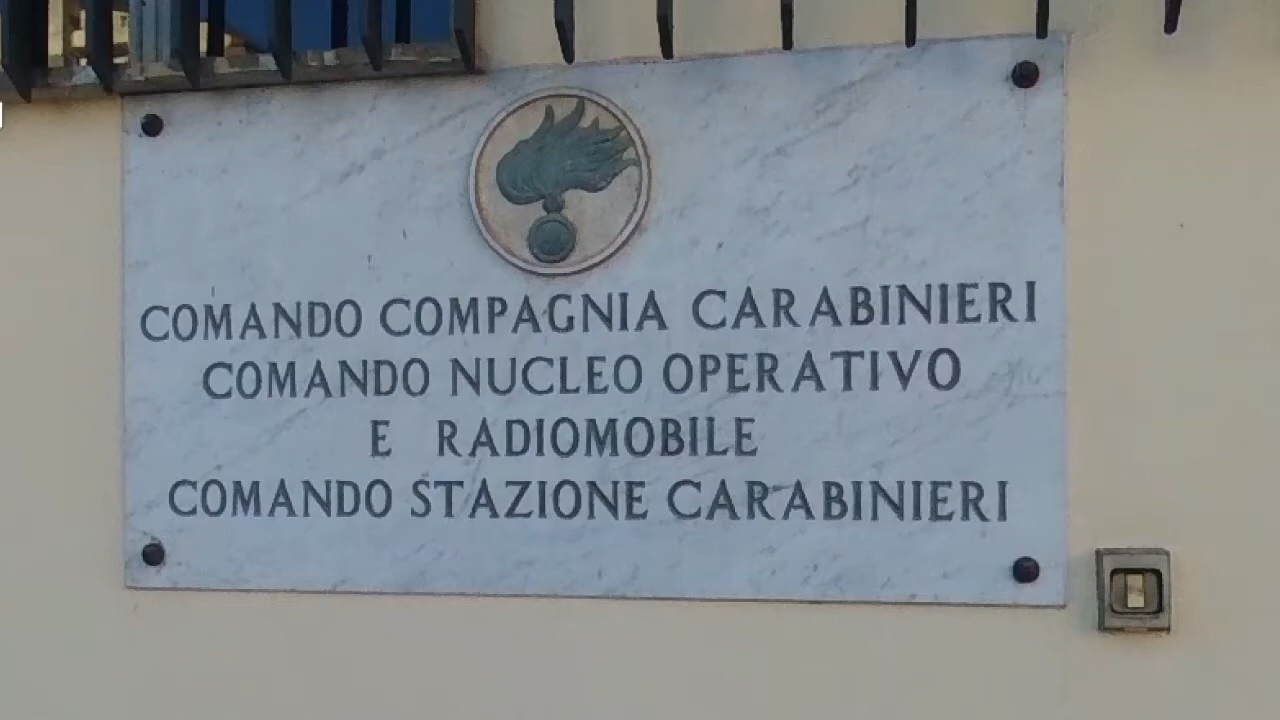 COMANDO COMPAGNIA CARABINIERI
COMANDO NUCLEO OPERATIVO
E RADIOMOBILE
COMANDO STAZIONE CARABINIERI